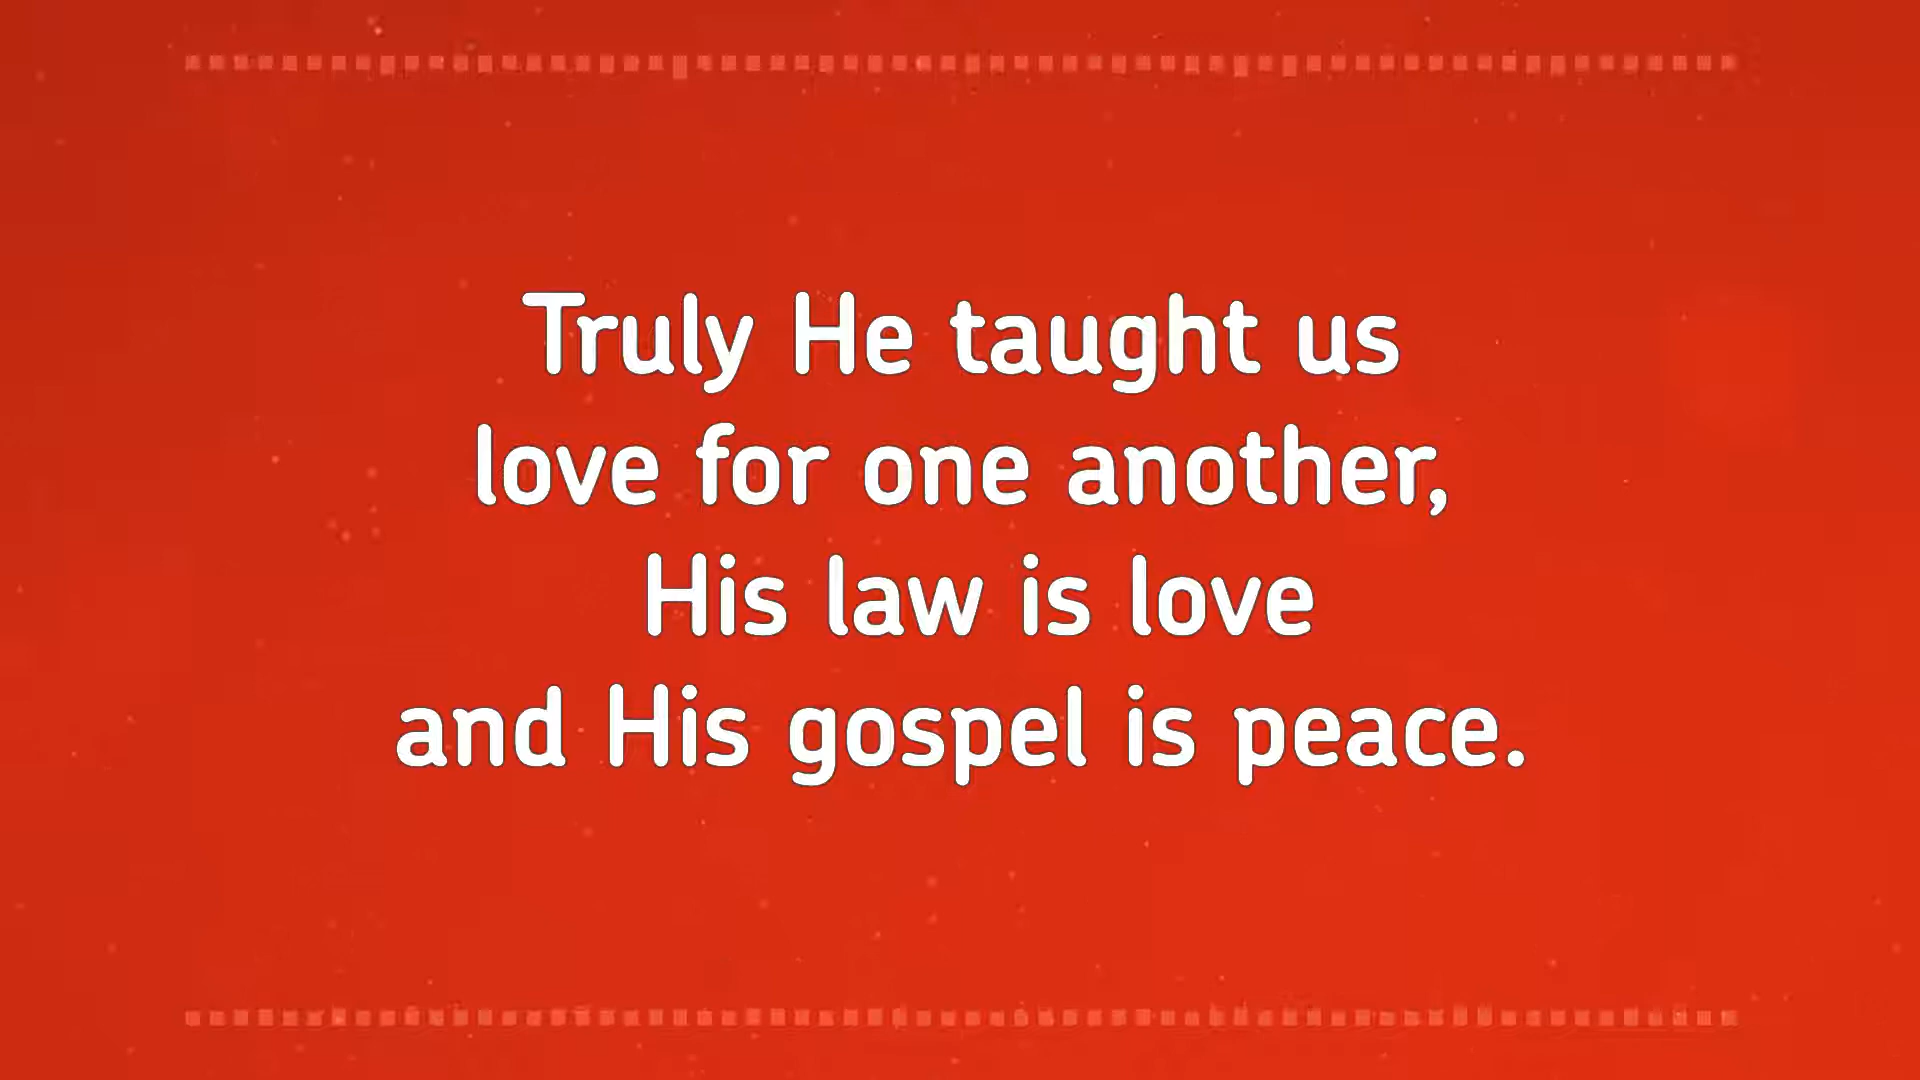 Truly He taught us
love for one another,
His law is love
and His gospel is peace.